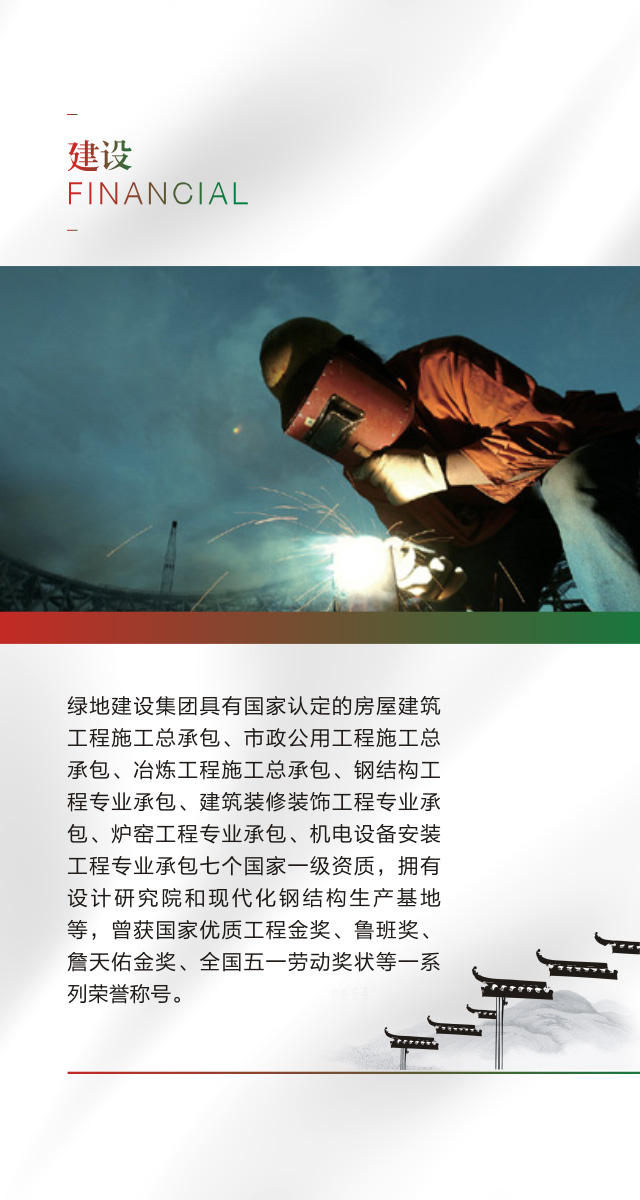 建设
FINANCIAL
绿地建设集团具有国家认定的房屋建筑
工程施工总承包、市政公用工程施工总
承包、冶炼工程施工总承包、钢结构工
程专业承包、建筑装修装饰工程专业承
包、炉窑工程专业承包、机电设备安装
工程专业承包七个国家一级资质，拥有
设计研究院和现代化钢结构生产基地
等，曾获国家优质工程金奖、鲁班奖、
詹天佑金奖、全国五一劳动奖状等一系
列荣誉称号。